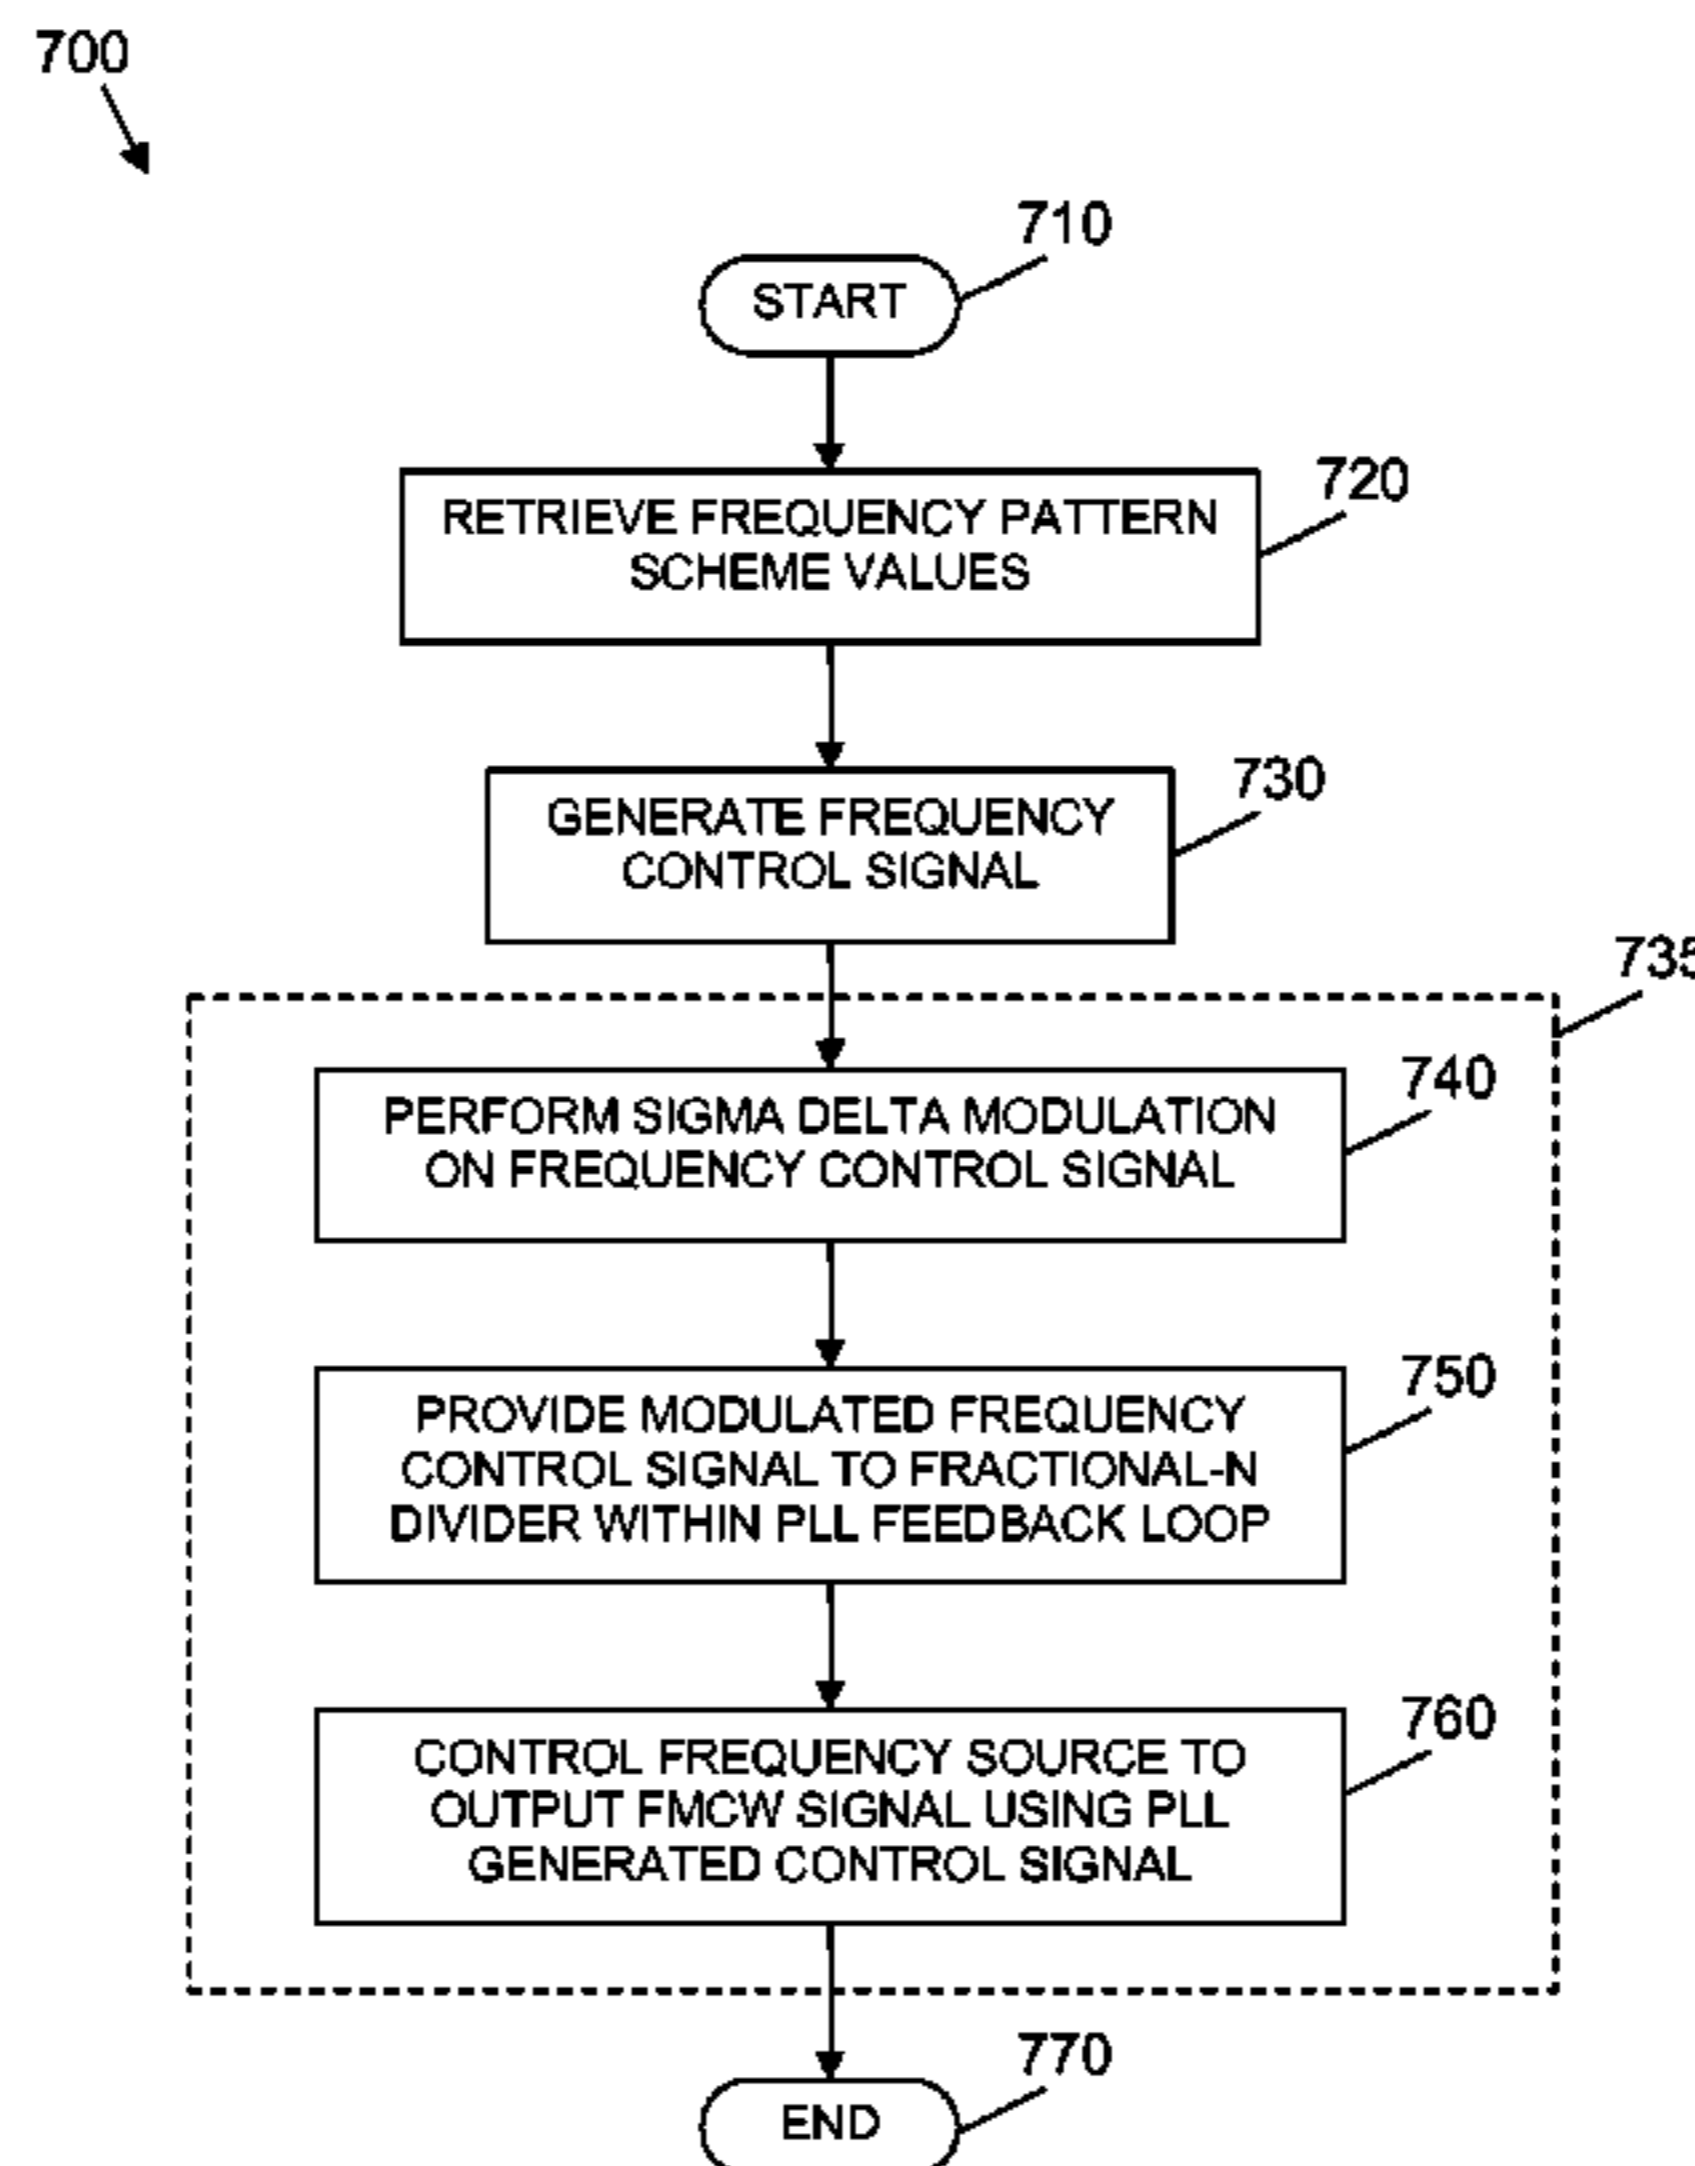 700
710
START
720
RETRIEVE FREQUENCY PATTERN
SCHEME VALUES
730
GENERATE FREQUENCY
CONTROL SIGNAL
735
740
PERFORM SIGMA DELTA MODULATION
ON FREQUENCY CONTROL SIGNAL
750
PROVIDE MODULATED FREQUENCY
CONTROL SIGNAL TO FRACTIONAL-N
DIVIDER WITHIN PLL FEEDBACK LOOP
760
CONTROL FREQUENCY SOURCE TO
OUTPUT FMCW SIGNAL USING PLL
GENERATED CONTROL SIGNAL
770
END